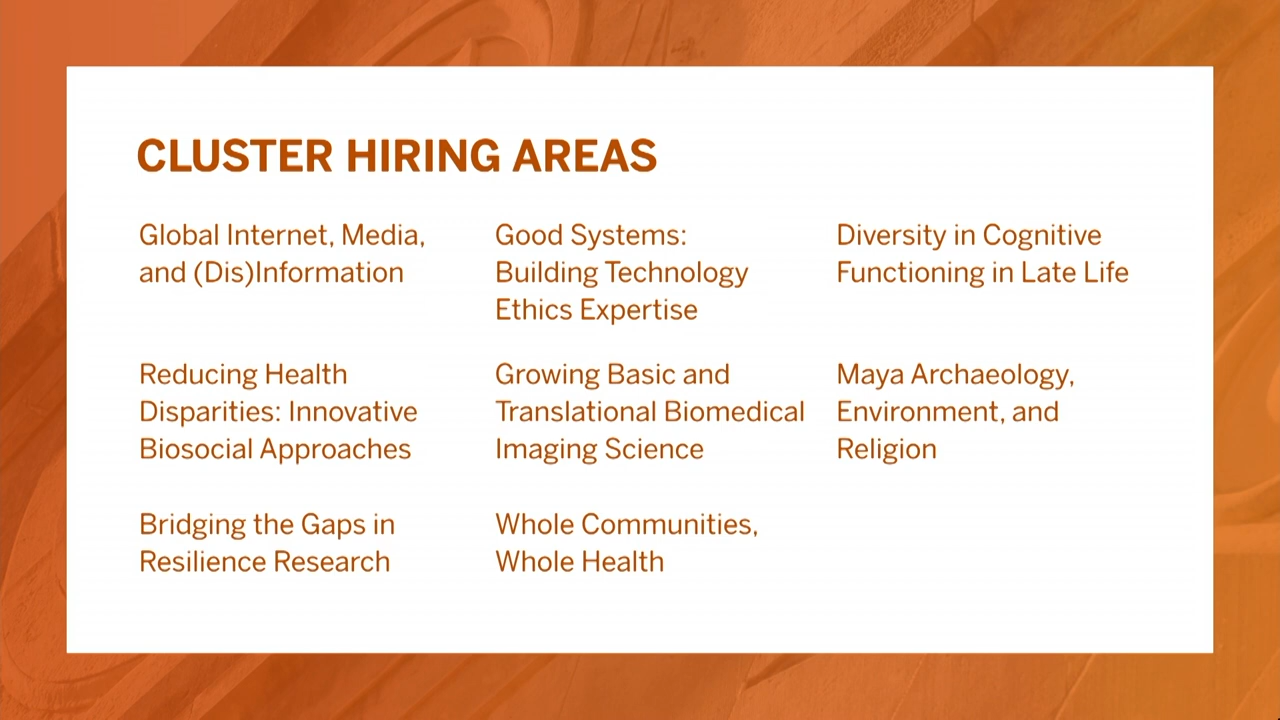 CLUSTER HIRING AREAS
Global Internet, Media,
and (Dis)Information
Good Systems:
Building Technology
Ethics Expertise
Diversity in Cognitive
Functioning in Late Life
Reducing Health
Disparities: Innovative
Biosocial Approaches
Growing Basic and
Translational Biomedical
Imaging Science
Maya Archaeology,
Environment, and
Religion
Bridging the Gaps in
Resilience Research
Whole Communities,
Whole Health